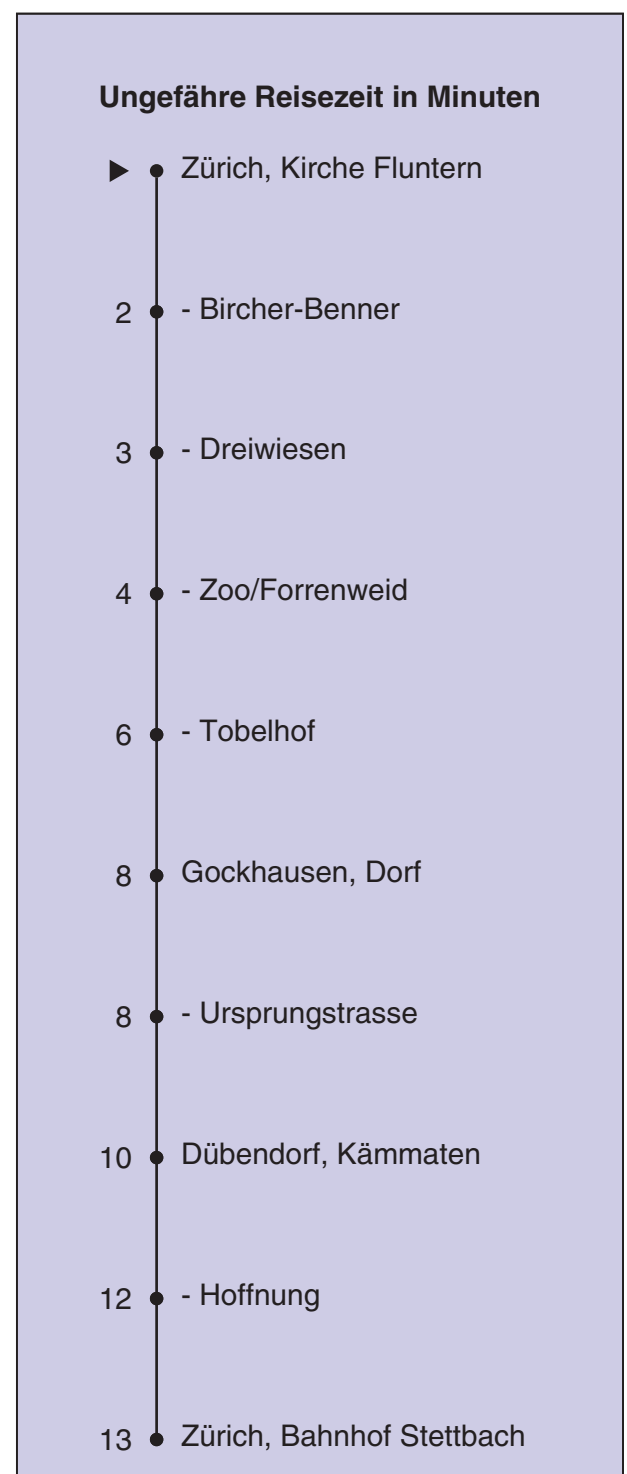 Ungefähre Reisezeit in Minuten
Zürich, Kirche Fluntern
2 - Bircher-Benner
3 - Dreiwiesen
4 - Zoo/Forrenweid
6 - Tobelhof
8 Gockhausen, Dorf
8 - Ursprungstrasse
10 Dübendorf, Kämmaten
12 - Hoffnung
13 Zürich, Bahnhof Stettbach